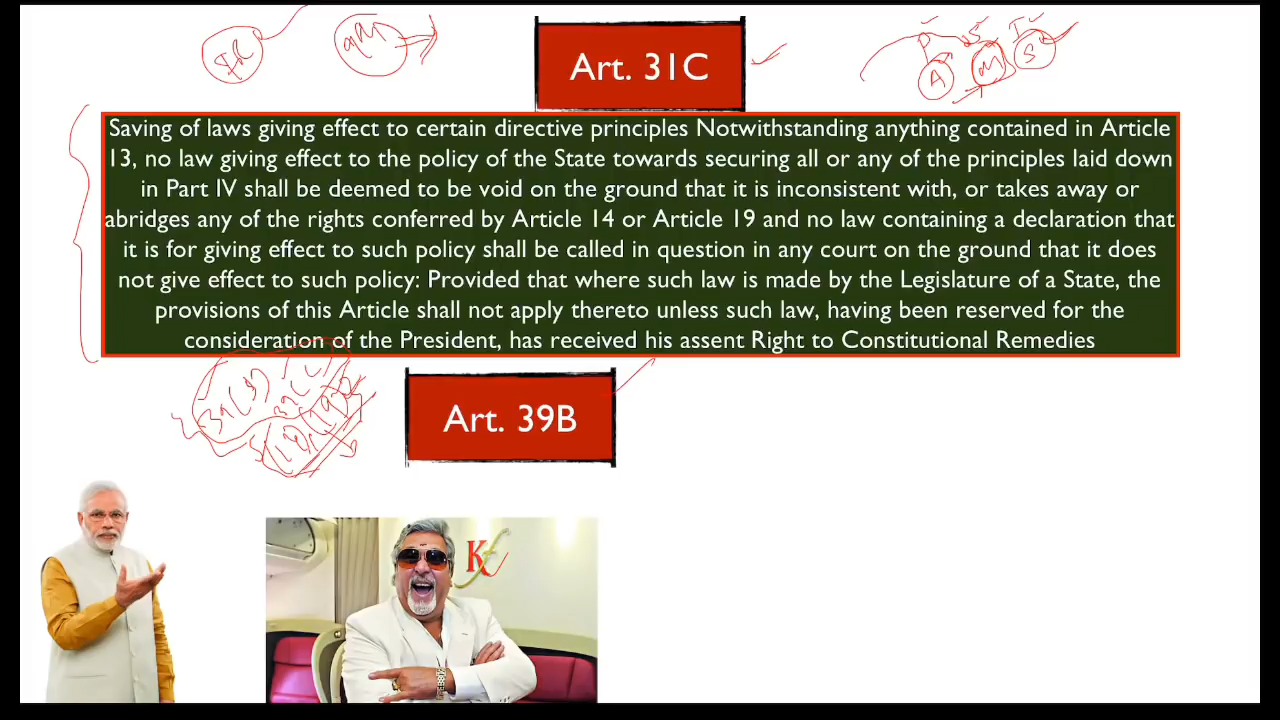 Art. 31C
Saving of laws giving effect to certain directive principles Notwithstanding anything contained in Article
13, no law giving effect to the policy of the State towards securing all or any of the principles laid down
in Part IV shall be deemed to be void on the ground that it is inconsistent with, or takes away or
abridges any of the rights conferred by Article 14 or Article 19 and no law containing a declaration that
it is for giving effect to such policy shall be called in question in any court on the ground that it does
not give effect to such policy: Provided that where such law is made by the Legislature of a State, the
provisions of this Article shall not apply thereto unless such law, having been reserved for the
consideration of the President, has received his assent Right to Constitutional Remedies
Art. 39B